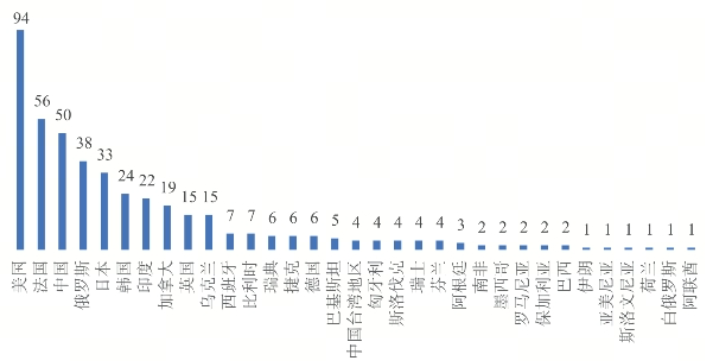 94
56
50
38
33
24
22
19
15
15
7
7
6
6
6
5
4
4
4
4
4
3
2
2
2
2
2
1
1
1
1
1
1
美国
法国
中国
俄罗斯
日本
韩国
印度
加拿大
英国
乌克兰
西班牙
比利时
瑞典
捷克
德国
巴基斯坦
中国台湾地区
匈牙利
斯洛伐克
瑞士
芬兰
阿根廷
南非
墨西哥
罗马尼亚
保加利亚
巴西
伊朗
亚美尼亚
斯洛文尼亚
荷兰
白俄罗斯
阿联酋